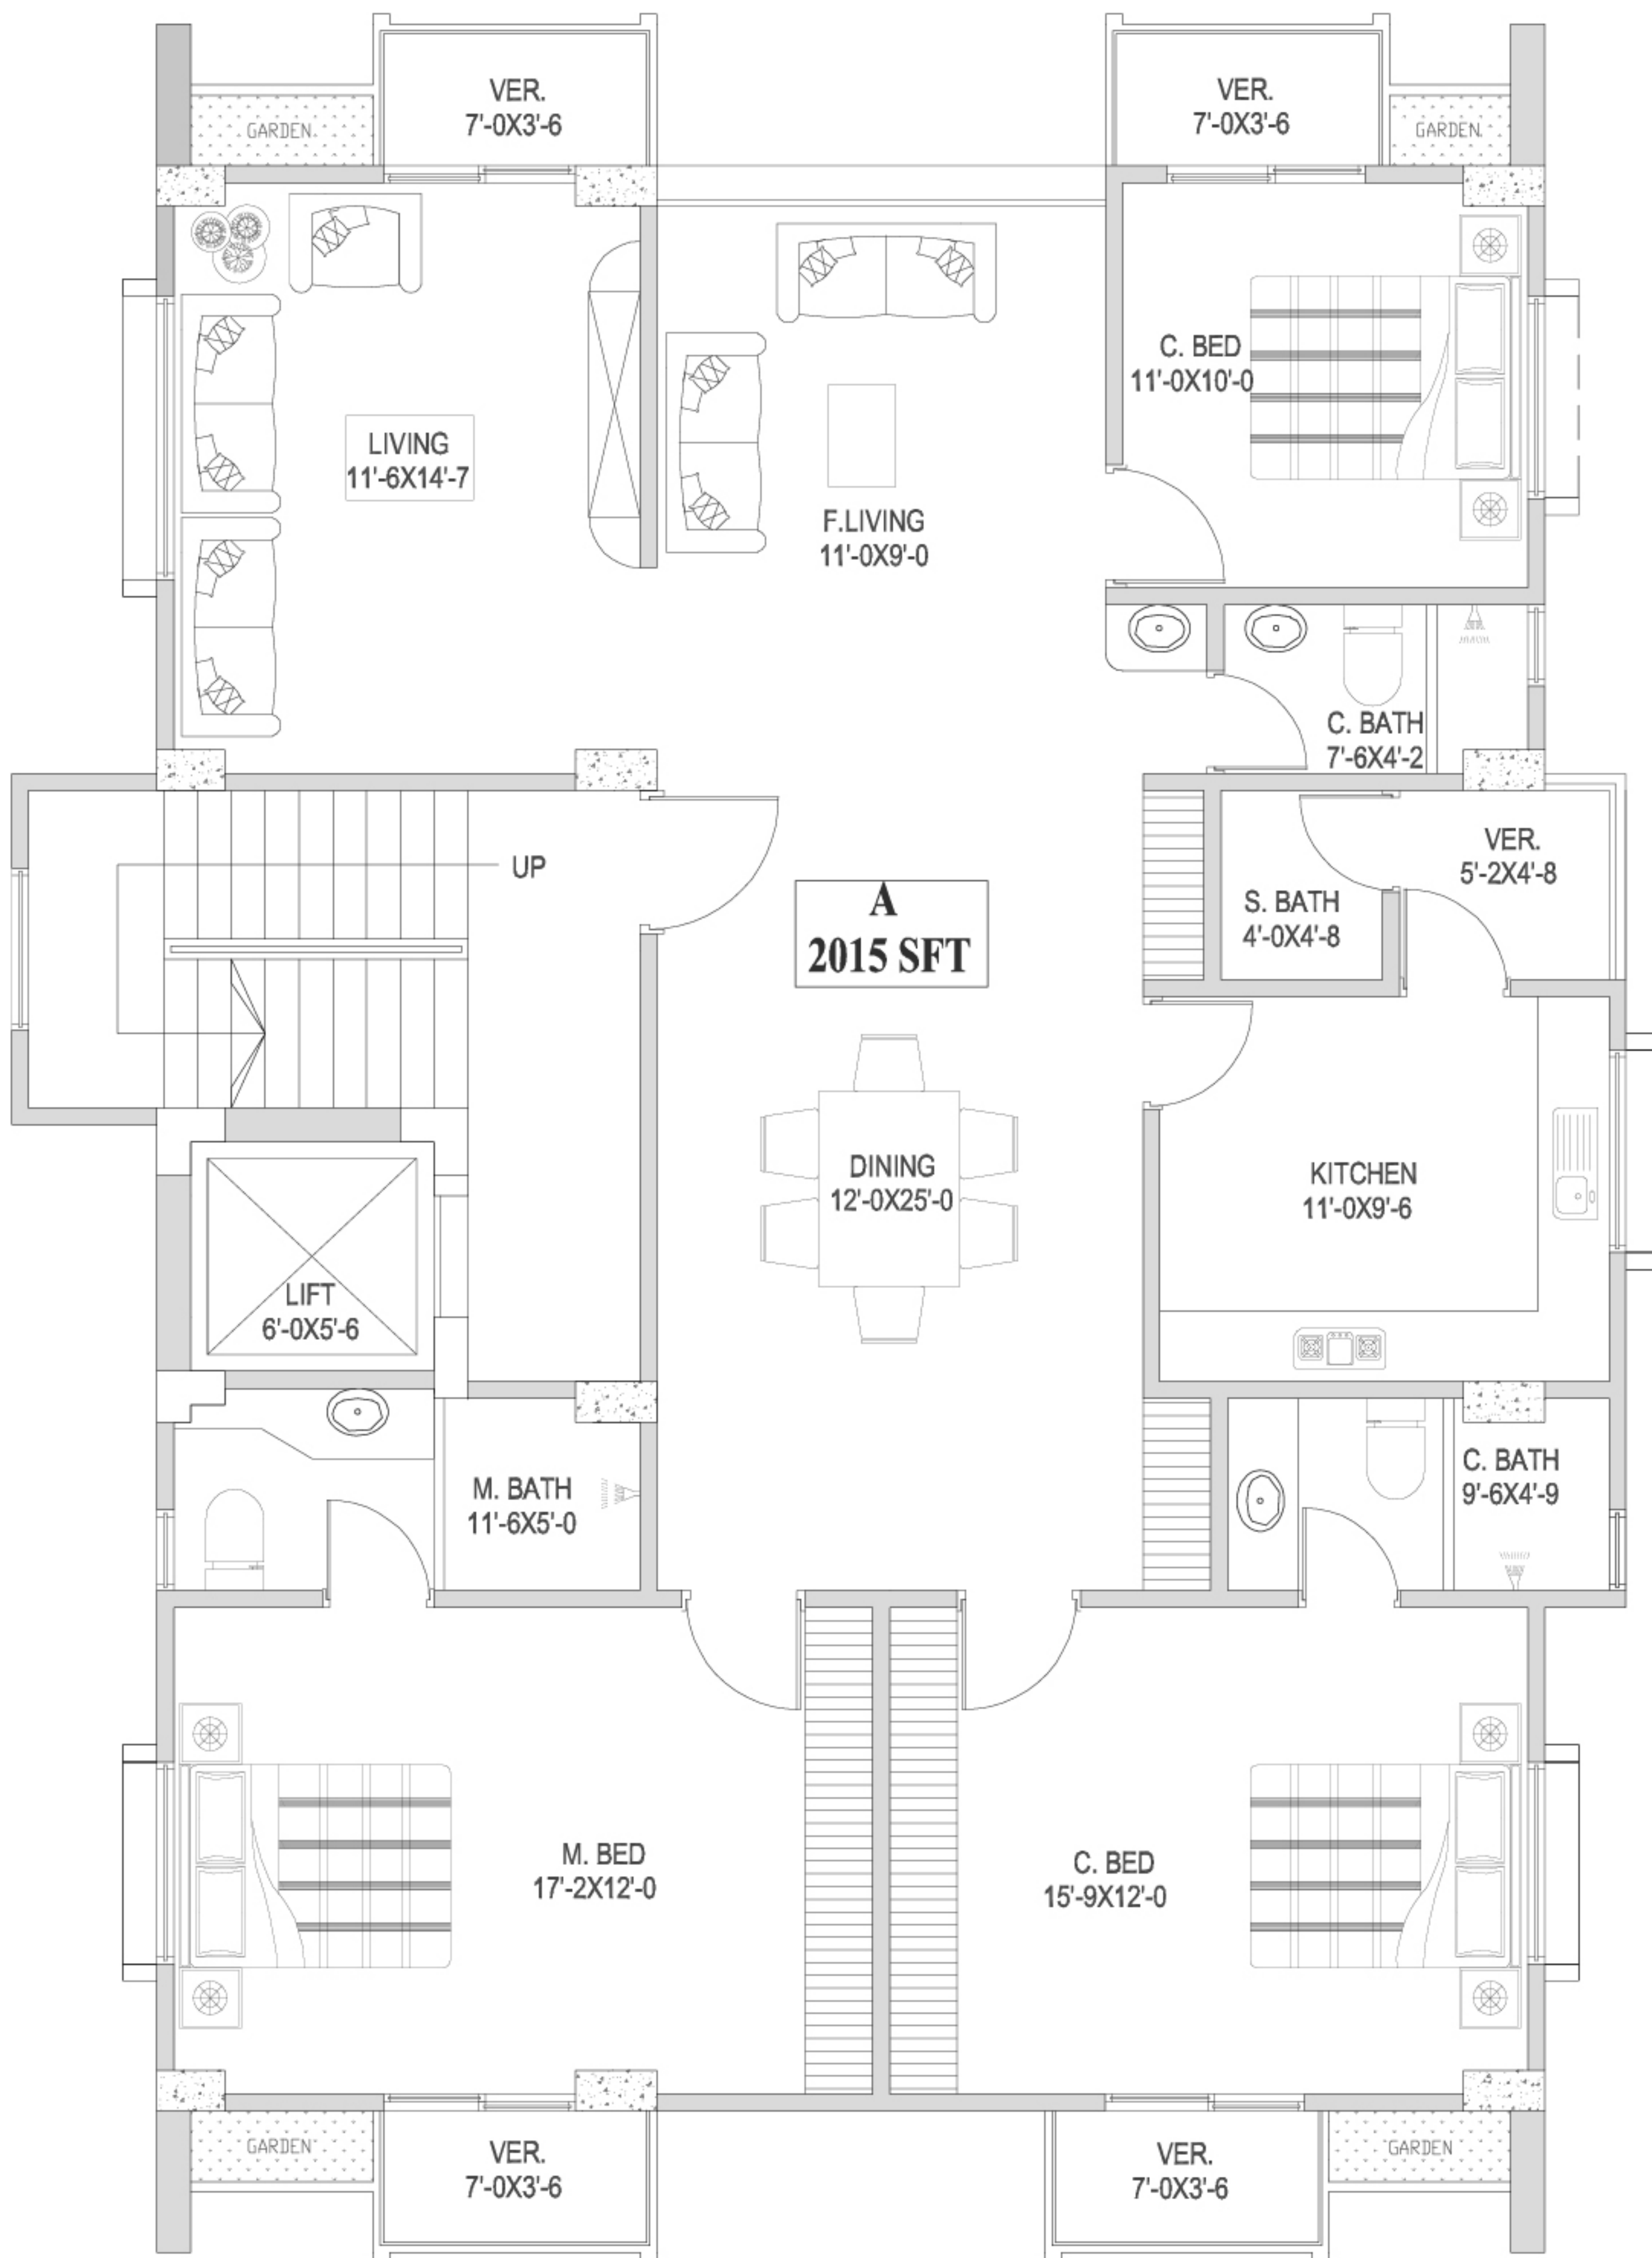 VER.
7'-0X3'-6
VER.
7'-0X3'-6
GARDEN
GARDEN
C. BED
11'-0X10'-0
LIVING
11'-6X14'-7
F.LIVING
11'-0X9'-0
C. BATH
7'-6X4'-2
UP
VER.
5'-2X4'-8
A
2015 SFT
S. BATH
4'-0X4'-8
DINING
12'-0X25'-0
KITCHEN
11'-0X9'-6
LIFT
6'-0X5'-6
M. BATH
11'-6X5'-0
C. BATH
9'-6X4'-9
M. BED
17'-2X12'-0
C. BED
15'-9X12'-0
GARDEN
GARDEN
VER.
7'-0X3'-6
VER.
7'-0X3'-6